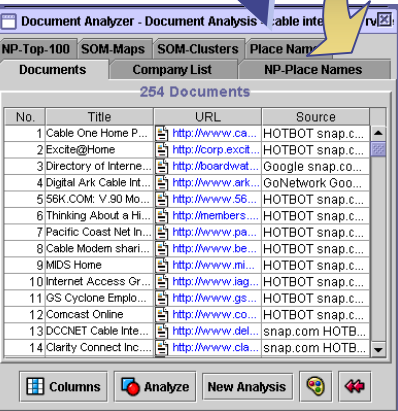 Document Analyzer - Document Analysis - cable inte
NP-Top-100 SOM-Maps SOM-Clusters Place Name
Documents Company List NP-Place Names
254 Documents
No. Title URL Source
1 Cable One Home P... http://www.ca... HOTBOT snap.c...
2 Excite@Home http://corp.excit... HOTBOT snap.c...
3 Directory of Interne... http://boardwat... Google snap.co...
4 Digital Ark Cable Int... http://www.ark... GoNetwork Goo...
5 56K.COM: V.90 Mo... http://www.56... HOTBOT snap.c...
6 Thinking About a Hi... http://members.... HOTBOT snap.c...
7 Pacific Coast Net In... http://www.pa... HOTBOT snap.c...
8 Cable Modem shari... http://www.be... HOTBOT snap.c...
9 MIDS Home http://www.mi... HOTBOT snap.c...
10 Internet Access Gr... http://www.iag... HOTBOT snap.c...
11 GS Cyclone Emplo... http://www.gs... HOTBOT snap.c...
12 Comcast Online http://www.co... HOTBOT snap.c...
13 DCCNET Cable Inte... http://www.del... snap.com HOTB...
14 Clarity Connect Inc.... http://www.cla... snap.com HOTB...
Columns Analyze New Analysis